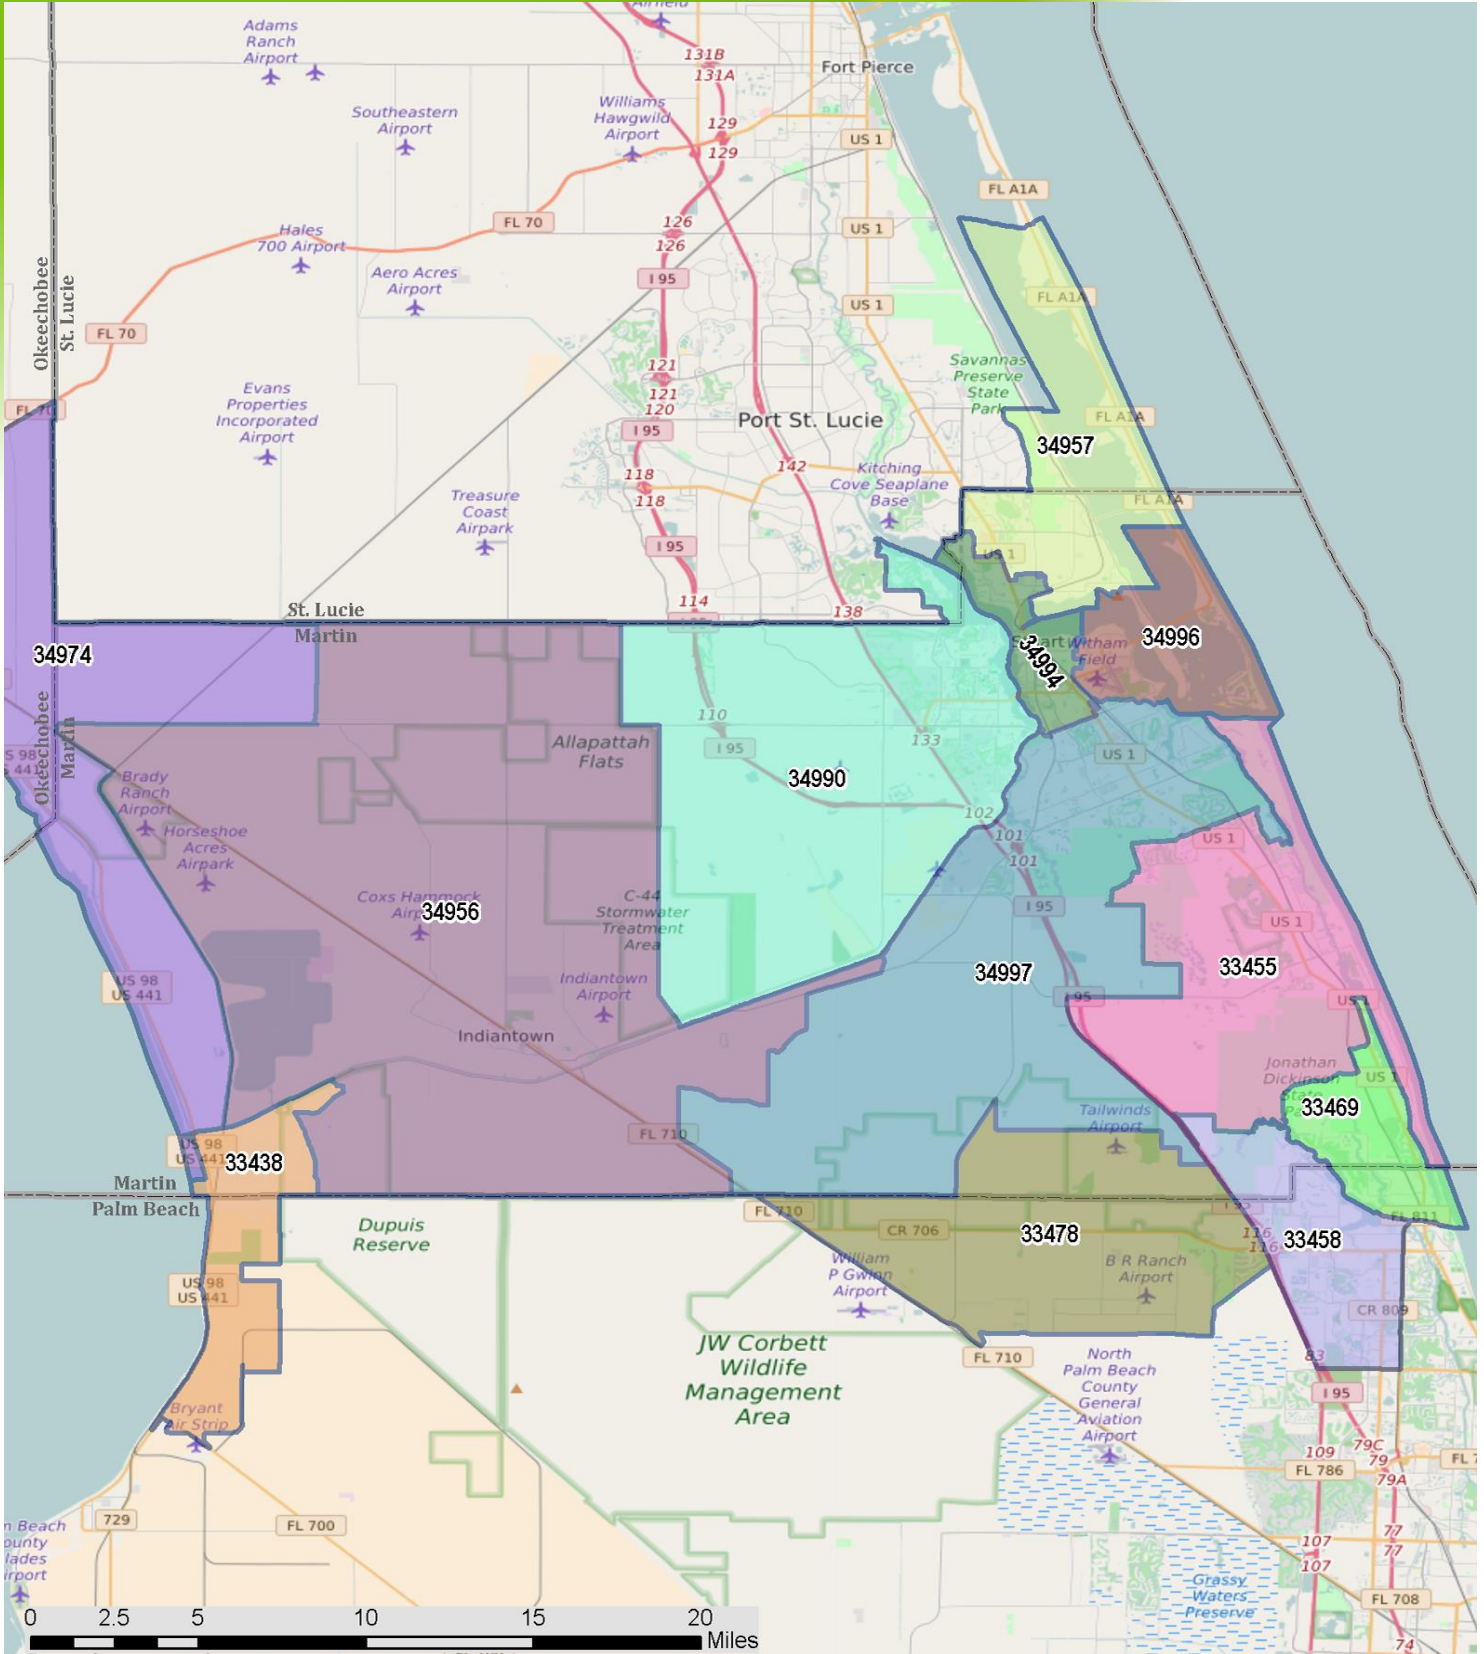 Airfield
Adams
Ranch
Airport
131B
131A
Fort Pierce
Southeastern
Airport
Williams
Hawgwild
Airport
129
129
US 1
FL A1A
FL 70
126
126
US 1
Hales
700 Airport
Aero Acres
Airport
I 95
US 1
FL A1A
Okeechobee
St. Lucie
FL 70
121
121
120
Savannas
Preserve
State
Park
Evans
Properties
Incorporated
Airport
FL 70
I 95
Port St. Lucie
FL A1A
34957
118
118
142
Kitching
Cove Seaplane
Base
FL A1A
Treasure
Coast
Airpark
I 95
US 1
114
138
St. Lucie
Martin
34974
Stuart
34994
Witham
Field
34996
Okeechobee
Martin
110
I 95
133
US 1
Allapattah
Flats
34990
Brady
Ranch
Airport
102
101
101
US 1
Horseshoe
Acres
Airpark
Coxs Hammock
34956
C-44
Stormwater
Treatment
Area
I 95
US 1
34997
33455
US 98
US 441
Indiantown
Airport
I 95
Indiantown
Jonathan
Dickinson
State
US 1
33469
Tailwinds
Airport
FL 710
US 98
US 441
33438
Martin
Palm Beach
FL 710
CR 706
33478
116
116
33458
FL 811
Dupuis
Reserve
William
P Gwinn
Airport
B R Ranch
Airport
US 98
US 441
CR 809
JW Corbett
Wildlife
Management
Area
FL 710
North
Palm Beach
County
General
Aviation
Airport
83
I 95
Bryant
Air Strip
109
79C
79
79A
FL 786
729
FL 700
77
77
107
107
Grassy
Waters
Preserve
FL 708
74
0 2.5 5 10 15 20
Miles